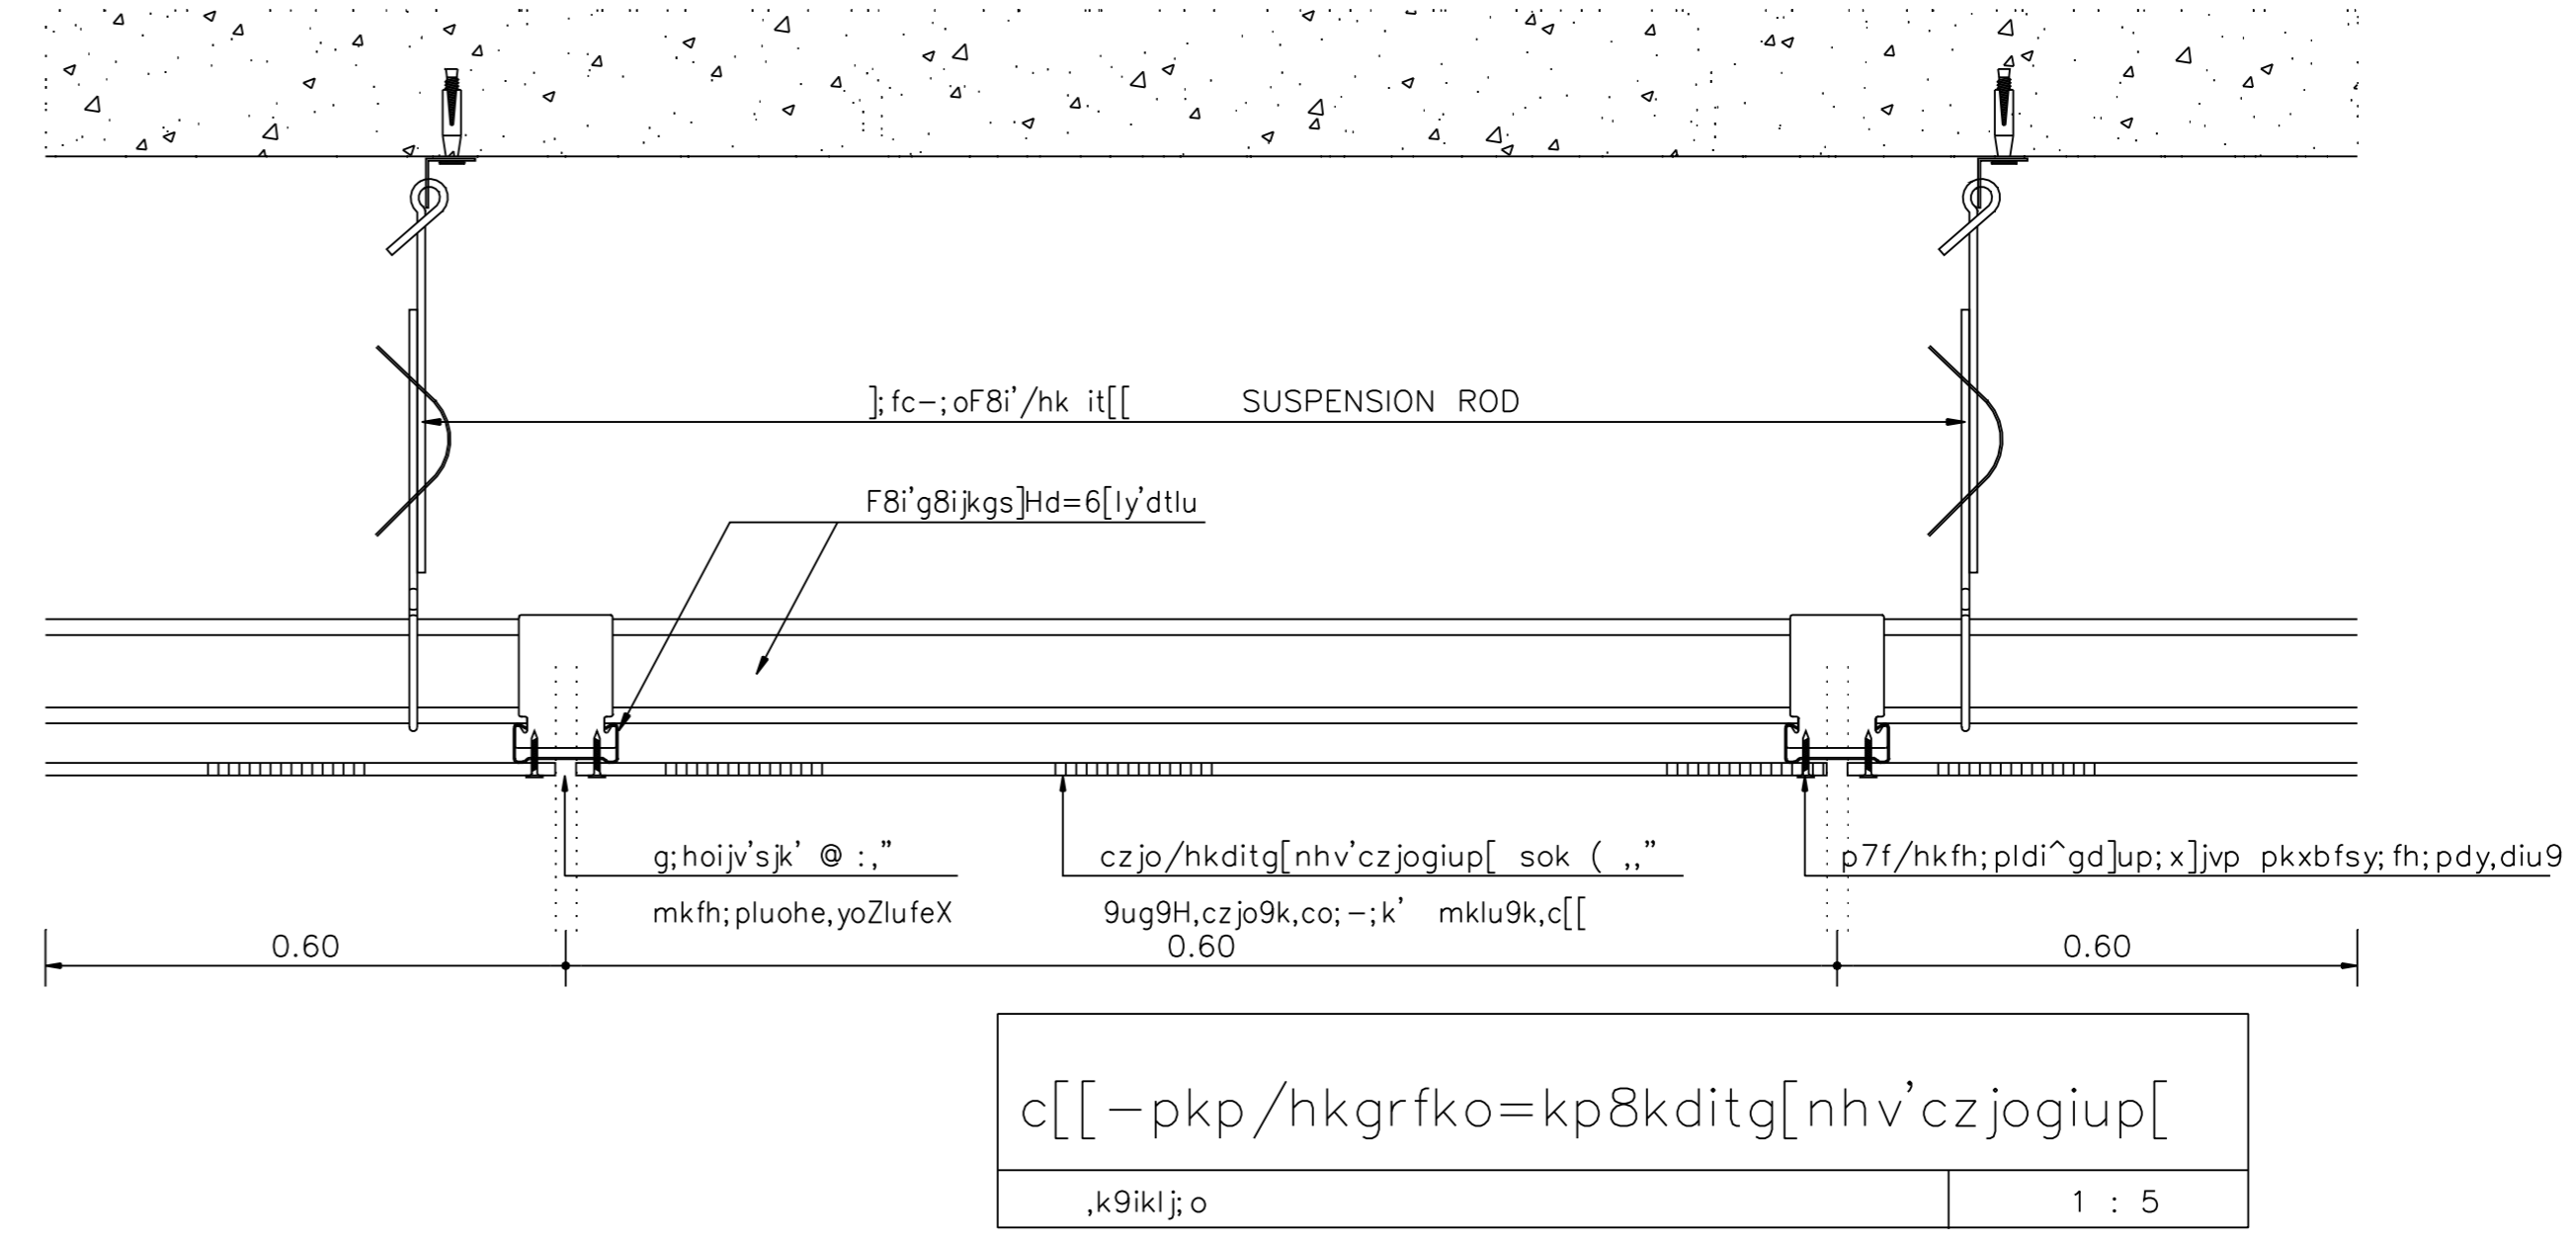 ];fc-;oF8i'/hk it[[ SUSPENSION ROD
F8i'g8ijkgs]Hd=6[ly'dtlu
g;hoijv'sjk' @ :,"
mkfh;pluohe,yoZlufeX
czjo/hkditg[nhv'czjogiup[ sok ( ,,"
9ug9H,czjo9k,co;-;k' mklu9k,c[[
p7f/hkfh;pldi^gd]up;x]jvp pkxbfsy;fh;pdy,diu9
0.60 0.60 0.60
c[[-pkp/hkgrfko=kp8kditg[nhv'czjogiup[
,k9iklj;o 1 : 5